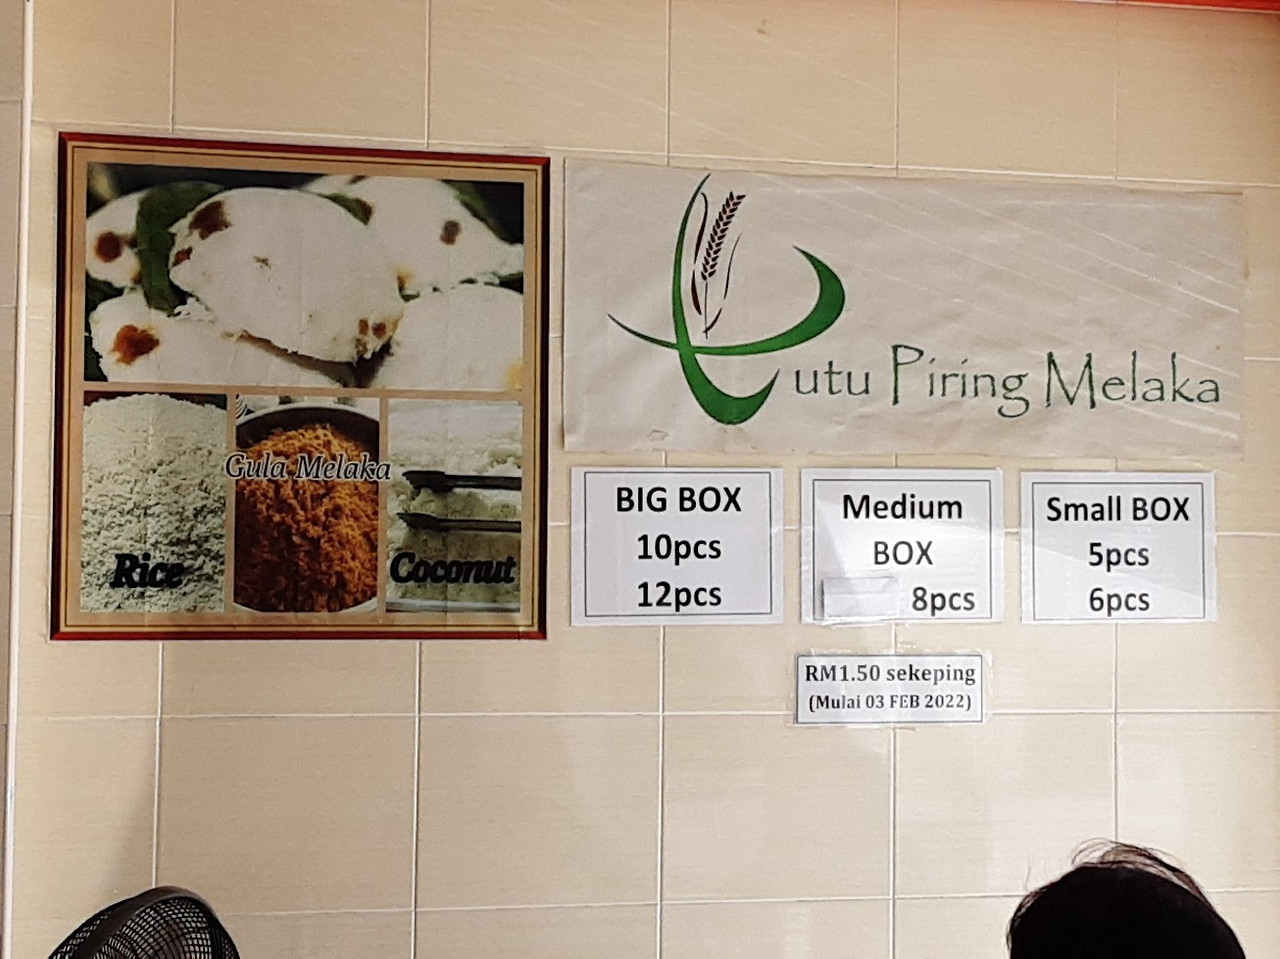 Gula Melaka
Rice
Coconut
Putu Piring Melaka
BIG BOX
10pcs
12pcs
Medium
BOX
8pcs
Small BOX
5pcs
6pcs
RM1.50 sekeping
(Mulai 03 FEB 2022)